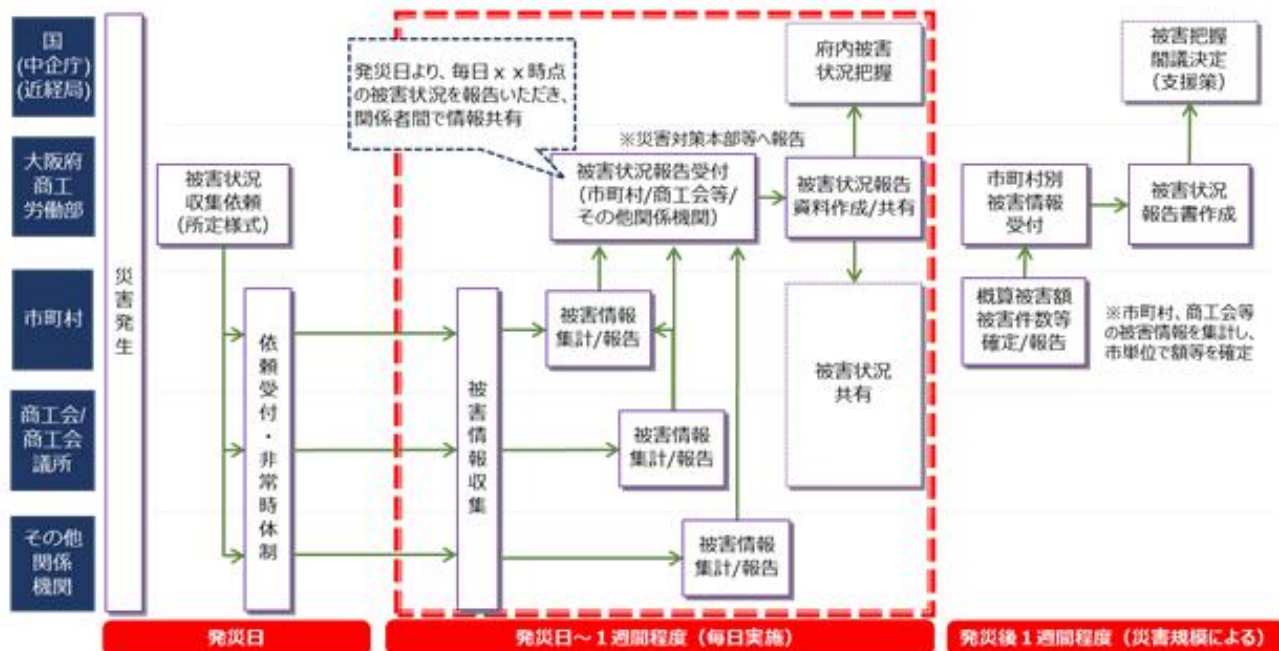 国
(中企庁)
(近経局)
大阪府
商工
労働部
市町村
商工会/
商工会
議所
その他
関係
機関
災害発生
被害状況
収集依頼
(所定様式)
依頼受付・非常時体制
発災日より、毎日xx時点
の被害状況を報告いただき、
関係者間で情報共有
被害情報収集
※災害対策本部等へ報告
被害状況報告受付
(市町村/商工会等/
その他関係機関)
被害情報
集計/報告
被害情報
集計/報告
被害情報
集計/報告
府内被害
状況把握
被害状況報告
資料作成/共有
被害状況
共有
市町村別
被害情報
受付
概算被害額
被害件数等
確定/報告
被害把握
閣議決定
(支援策)
被害状況
報告書作成
※市町村、商工会等
の被害情報を集計し、
市単位で額等を確定
発災日
発災日~1週間程度(毎日実施)
発災後1週間程度(災害規模による)